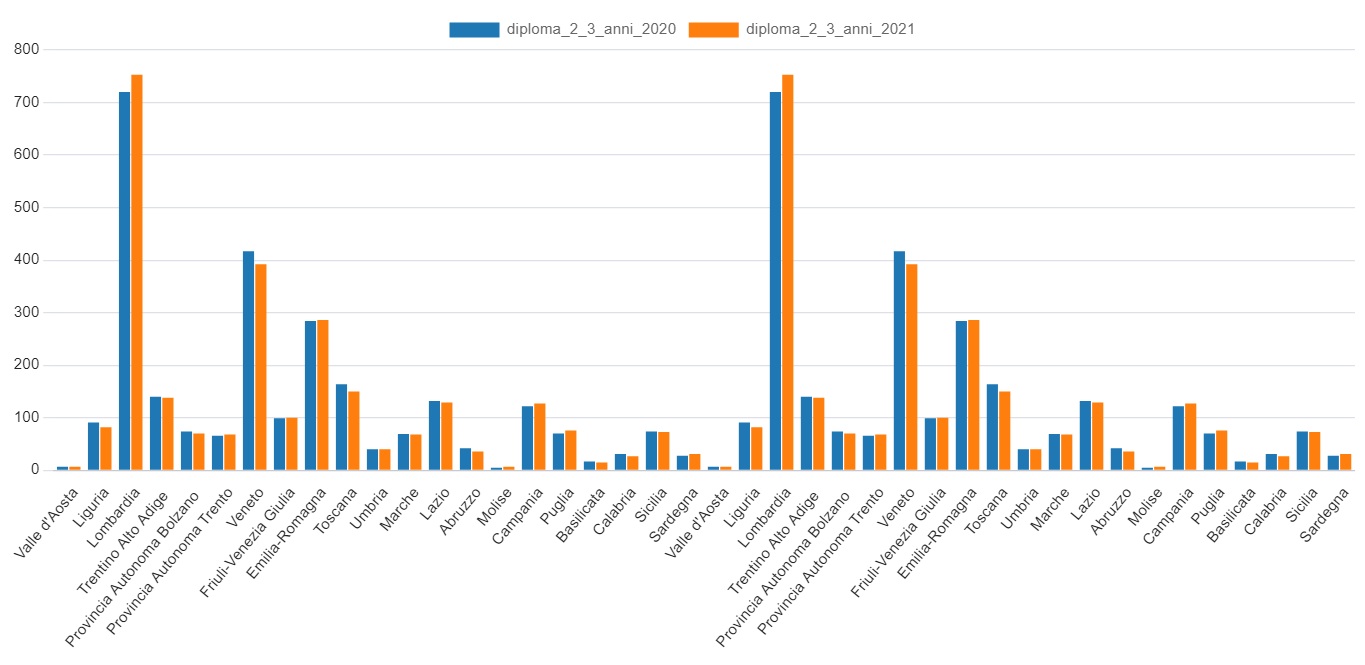 diploma_2_3_anni_2020 diploma_2_3_anni_2021
800
700
600
500
400
300
200
100
0
Valle d'Aosta
Liguria
Lombardia
Trentino Alto Adige
Provincia Autonoma Bolzano
Provincia Autonoma Trento
Veneto
Friuli-Venezia Giulia
Emilia-Romagna
Toscana
Umbria
Marche
Lazio
Abruzzo
Molise
Campania
Puglia
Basilicata
Calabria
Sicilia
Sardegna
Valle d'Aosta
Liguria
Lombardia
Trentino Alto Adige
Provincia Autonoma Bolzano
Provincia Autonoma Trento
Veneto
Friuli-Venezia Giulia
Emilia-Romagna
Toscana
Umbria
Marche
Lazio
Abruzzo
Molise
Campania
Puglia
Basilicata
Calabria
Sicilia
Sardegna